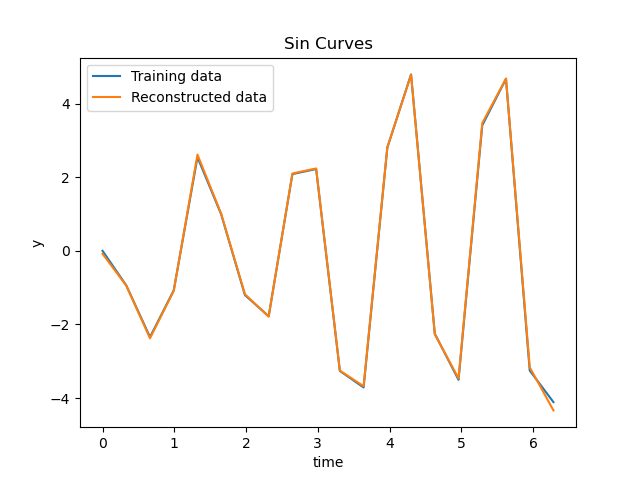 Sin Curves
Training data
Reconstructed data
4
2
0
−2
−4
y
0 1 2 3 4 5 6
time